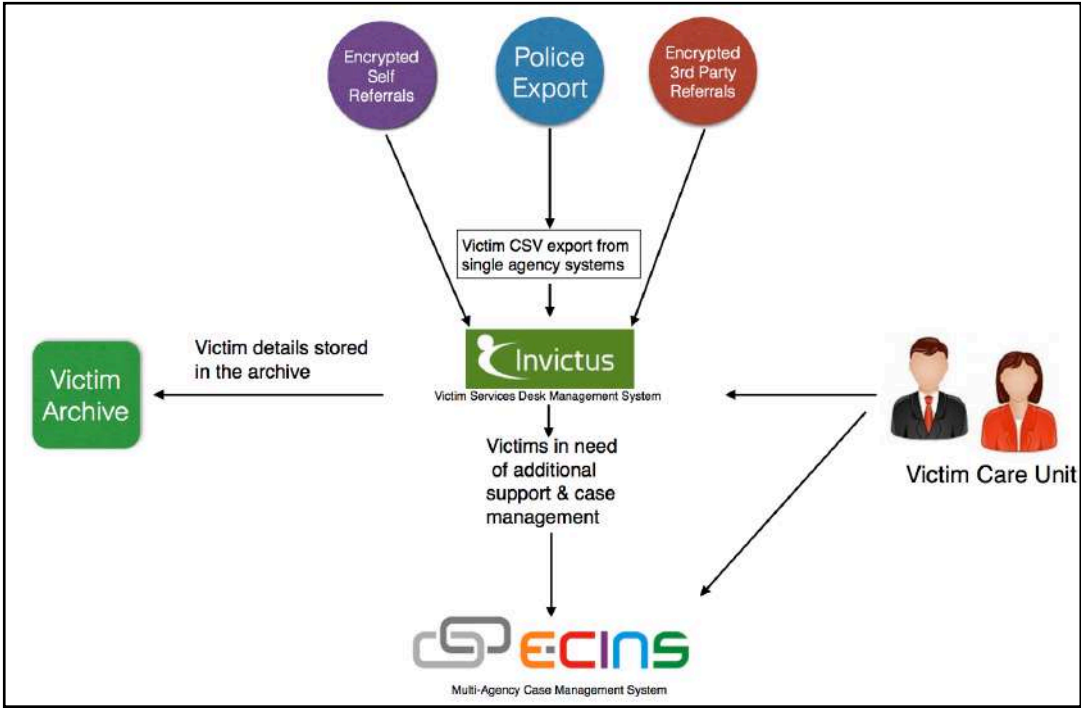 Encrypted
Self
Referrals
Police
Export
Encrypted
3rd Party
Referrals
Victim CSV export from
single agency systems
Invictus
Victim Services Desk Management System
Victim details stored
in the archive
Victim
Archive
Victims in need
of additional
support & case
management
Victim Care Unit
E-CINS
Multi-Agency Case Management System